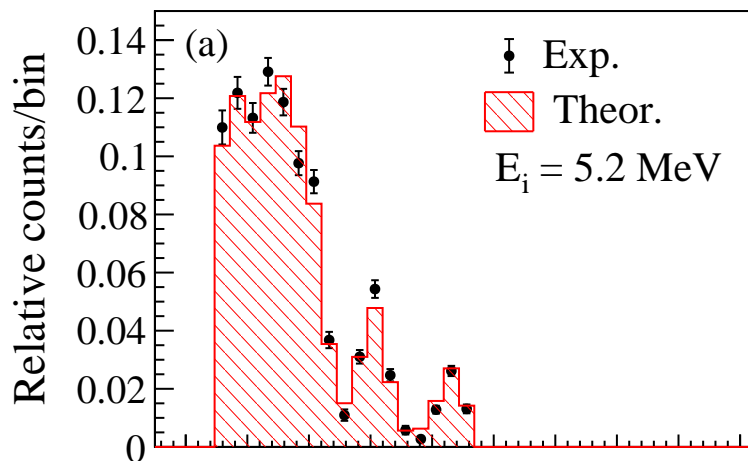 (a)
Exp.
Theor.
E_i = 5.2 MeV
Relative counts/bin
0.14
0.12
0.1
0.08
0.06
0.04
0.02
0